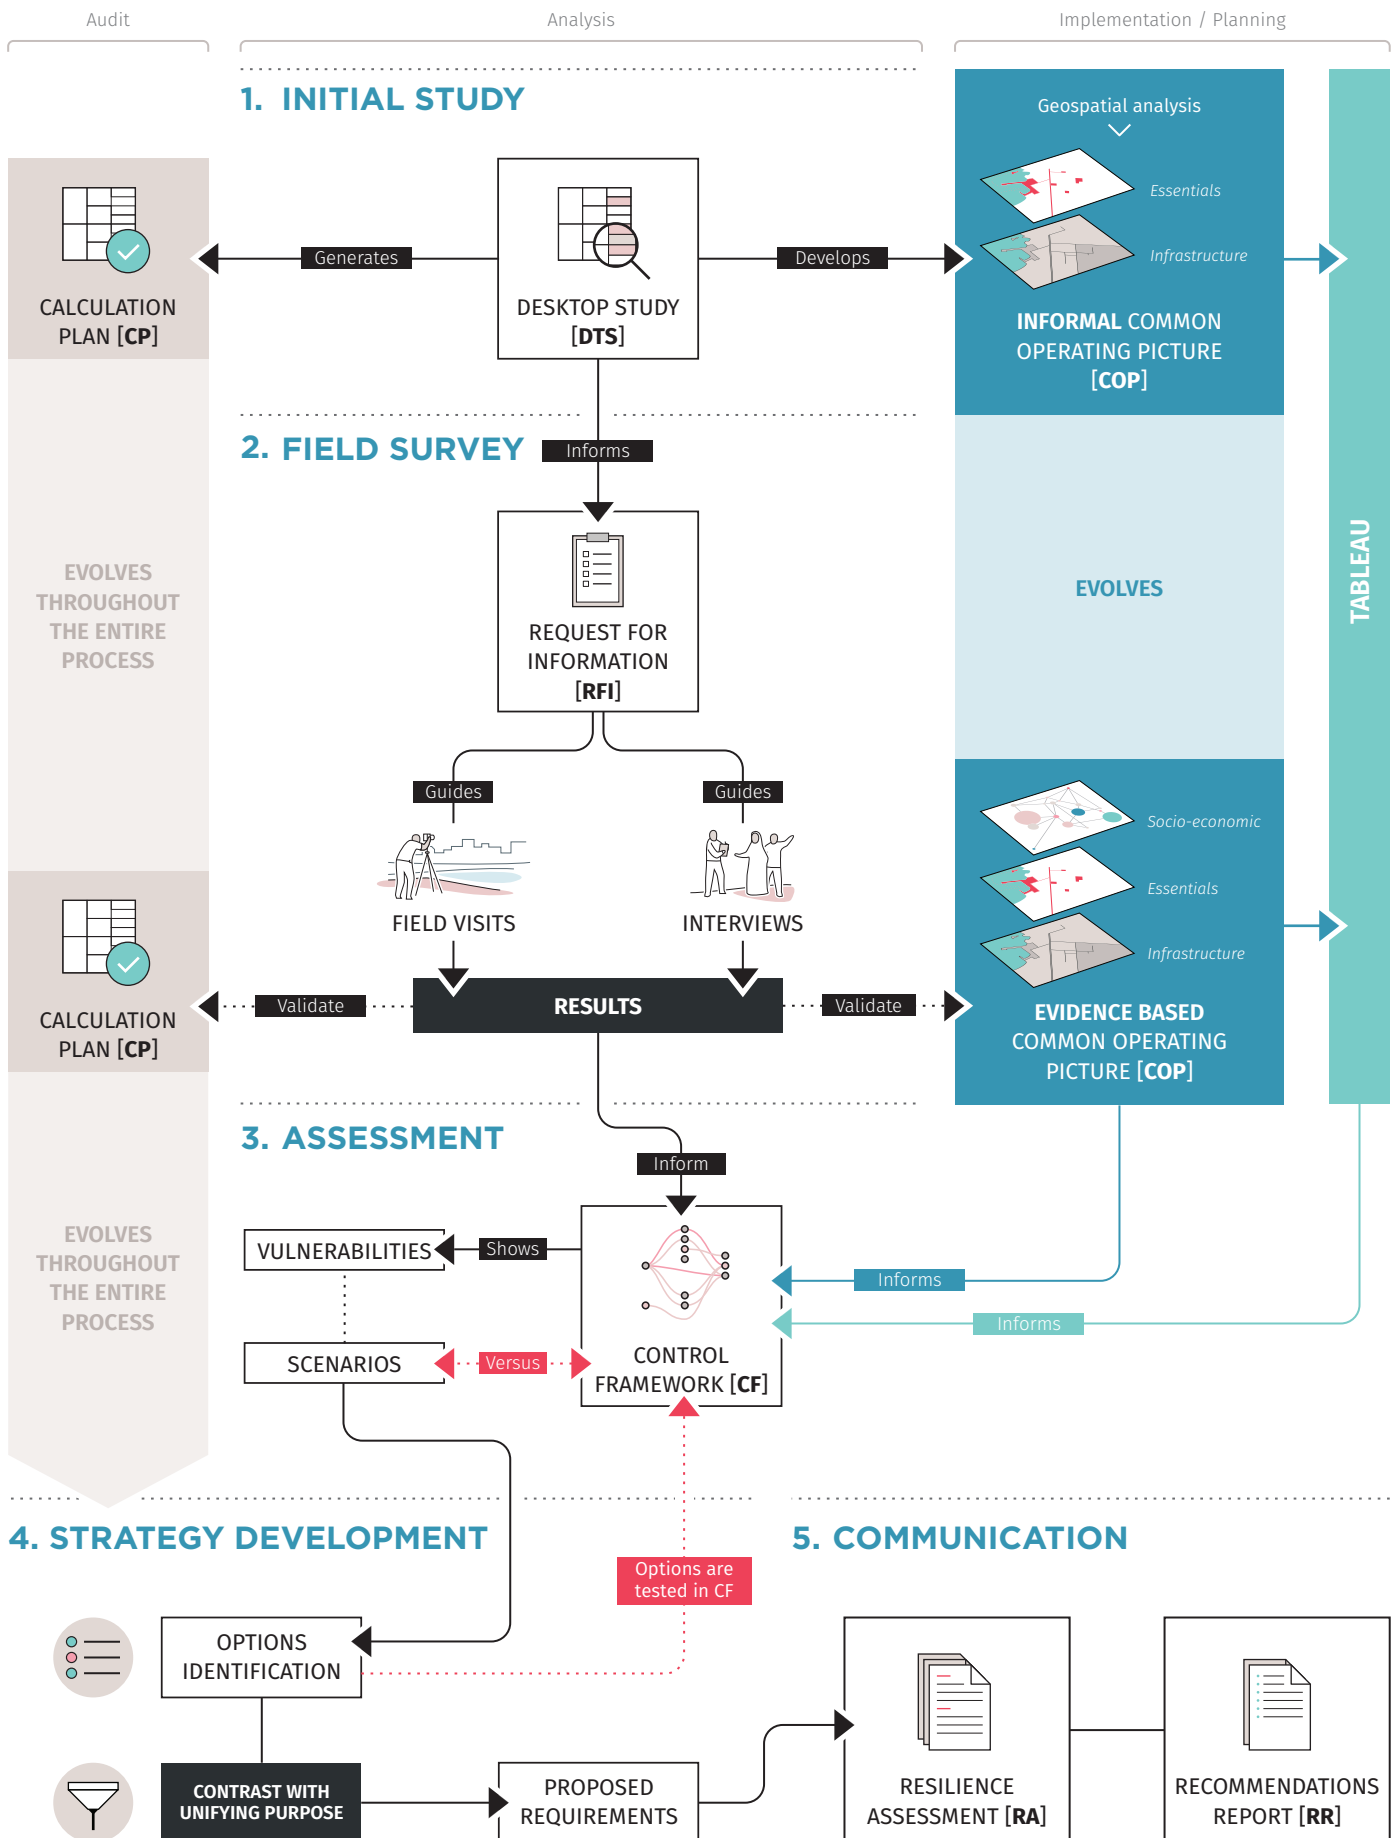 Audit
Analysis
Implementation / Planning
1. INITIAL STUDY
Geospatial analysis
Essentials
Infrastructure
Generates
Develops
CALCULATION
PLAN [CP]
DESKTOP STUDY
[DTS]
INFORMAL COMMON
OPERATING PICTURE
[COP]
2. FIELD SURVEY
Informs
TABLEAU
EVOLVES
THROUGHOUT
THE ENTIRE
PROCESS
REQUEST FOR
INFORMATION
[RFI]
EVOLVES
Guides
Guides
Socio-economic
Essentials
Infrastructure
FIELD VISITS
INTERVIEWS
Validate
RESULTS
Validate
CALCULATION
PLAN [CP]
EVIDENCE BASED
COMMON OPERATING
PICTURE [COP]
3. ASSESSMENT
Inform
EVOLVES
THROUGHOUT
THE ENTIRE
PROCESS
VULNERABILITIES
Shows
Informs
Informs
SCENARIOS
Versus
CONTROL
FRAMEWORK [CF]
4. STRATEGY DEVELOPMENT
5. COMMUNICATION
Options are
tested in CF
OPTIONS
IDENTIFICATION
CONTRAST WITH
UNIFYING PURPOSE
PROPOSED
REQUIREMENTS
RESILIENCE
ASSESSMENT [RA]
RECOMMENDATIONS
REPORT [RR]